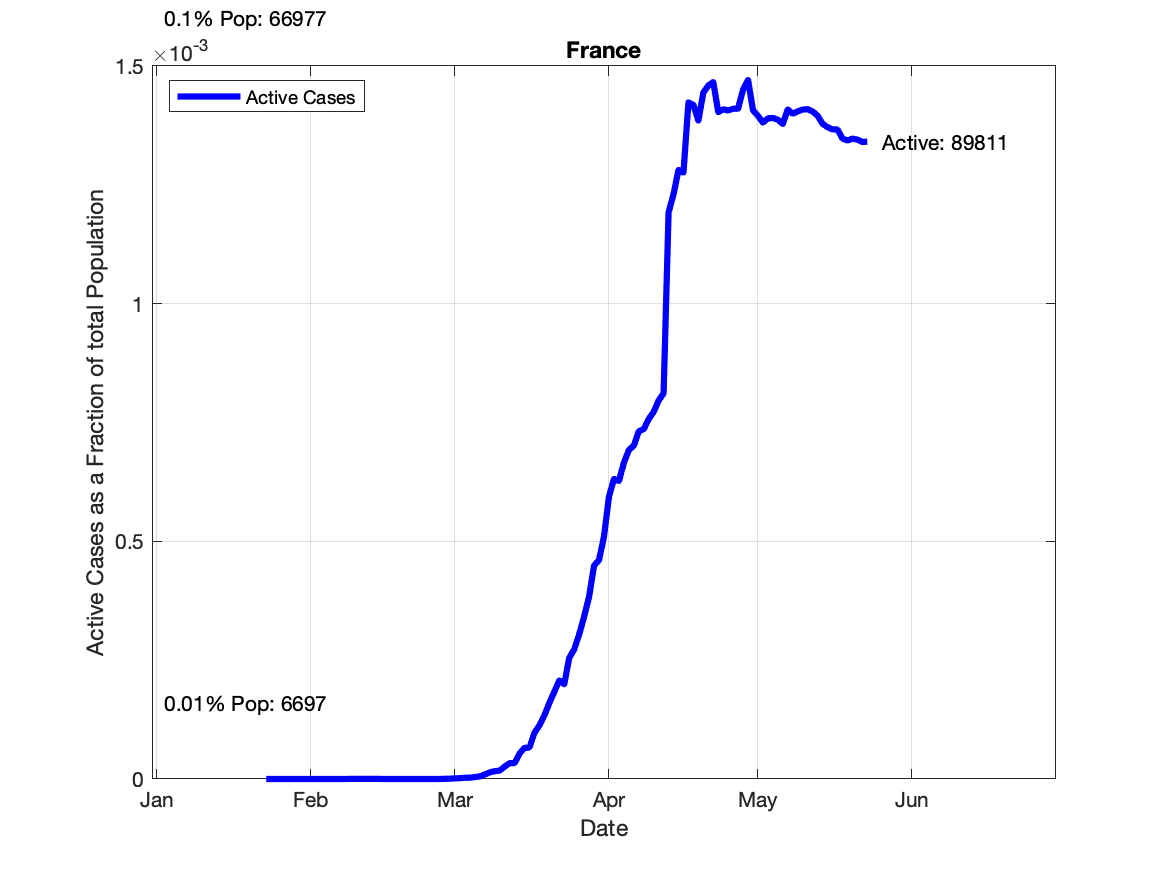 0.1% Pop: 66977
×10-3
France
1.5
Active Cases
Active: 89811
1
0.5
0.01% Pop: 6697
0
Active Cases as a Fraction of total Population
Jan Feb Mar Apr May Jun
Date